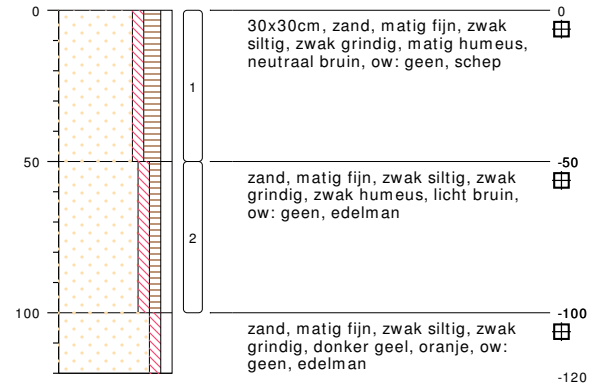 0
30x30cm, zand, matig fijn, zwak
siltig, zwak grindig, matig humeus,
neutraal bruin, ow: geen, schep
0
1
50
zand, matig fijn, zwak siltig, zwak
grindig, zwak humeus, licht bruin,
ow: geen, edelman
-50
2
100
zand, matig fijn, zwak siltig, zwak
grindig, donker geel, oranje, ow:
geen, edelman
-100
-120